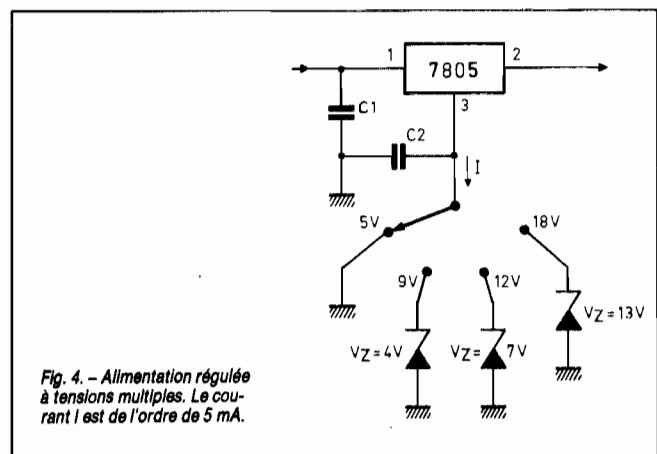 1
7805
2
3
C1
C2
I
5V
18V
9V
12V
VZ=4V
VZ=7V
VZ=13V
Fig. 4. – Alimentation régulée
à tensions multiples. Le cou-
rant I est de l'ordre de 5 mA.